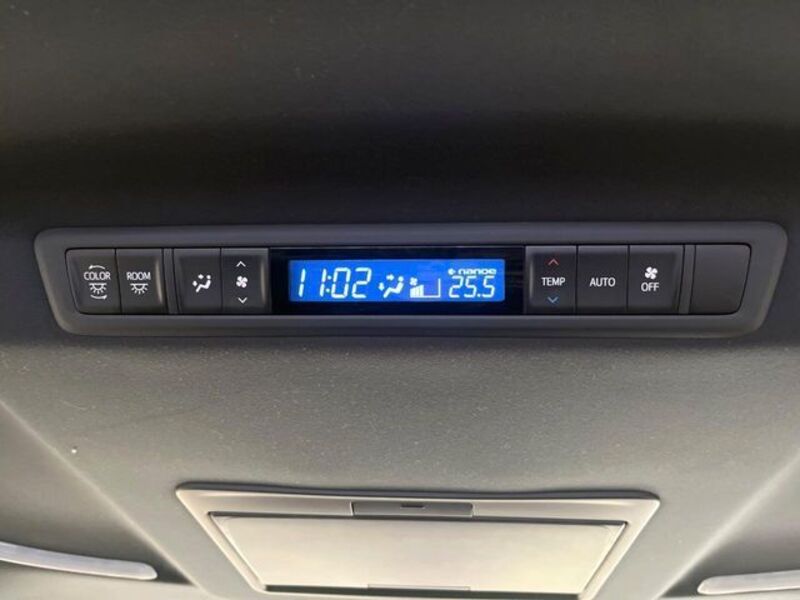 COLOR
ROOM
11:02
nanoe
25.5
TEMP
AUTO
OFF